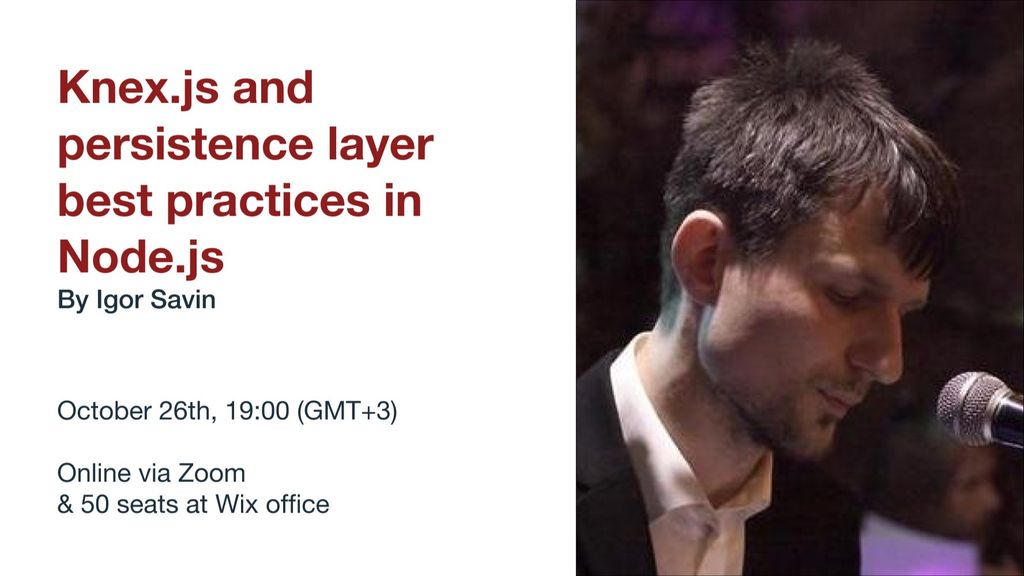 Knex.js and
persistence layer
best practices in
Node.js
By Igor Savin
October 26th, 19:00 (GMT+3)
Online via Zoom
& 50 seats at Wix office